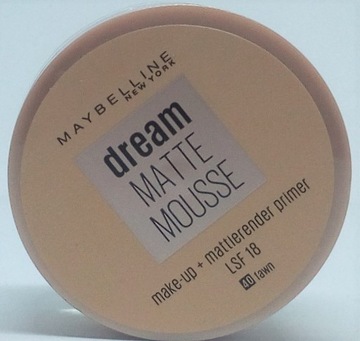 MAYBELLINE
NEW YORK
dream
MATTE
MOUSSE
make-up + mattierender primer
LSF 18
40 fawn